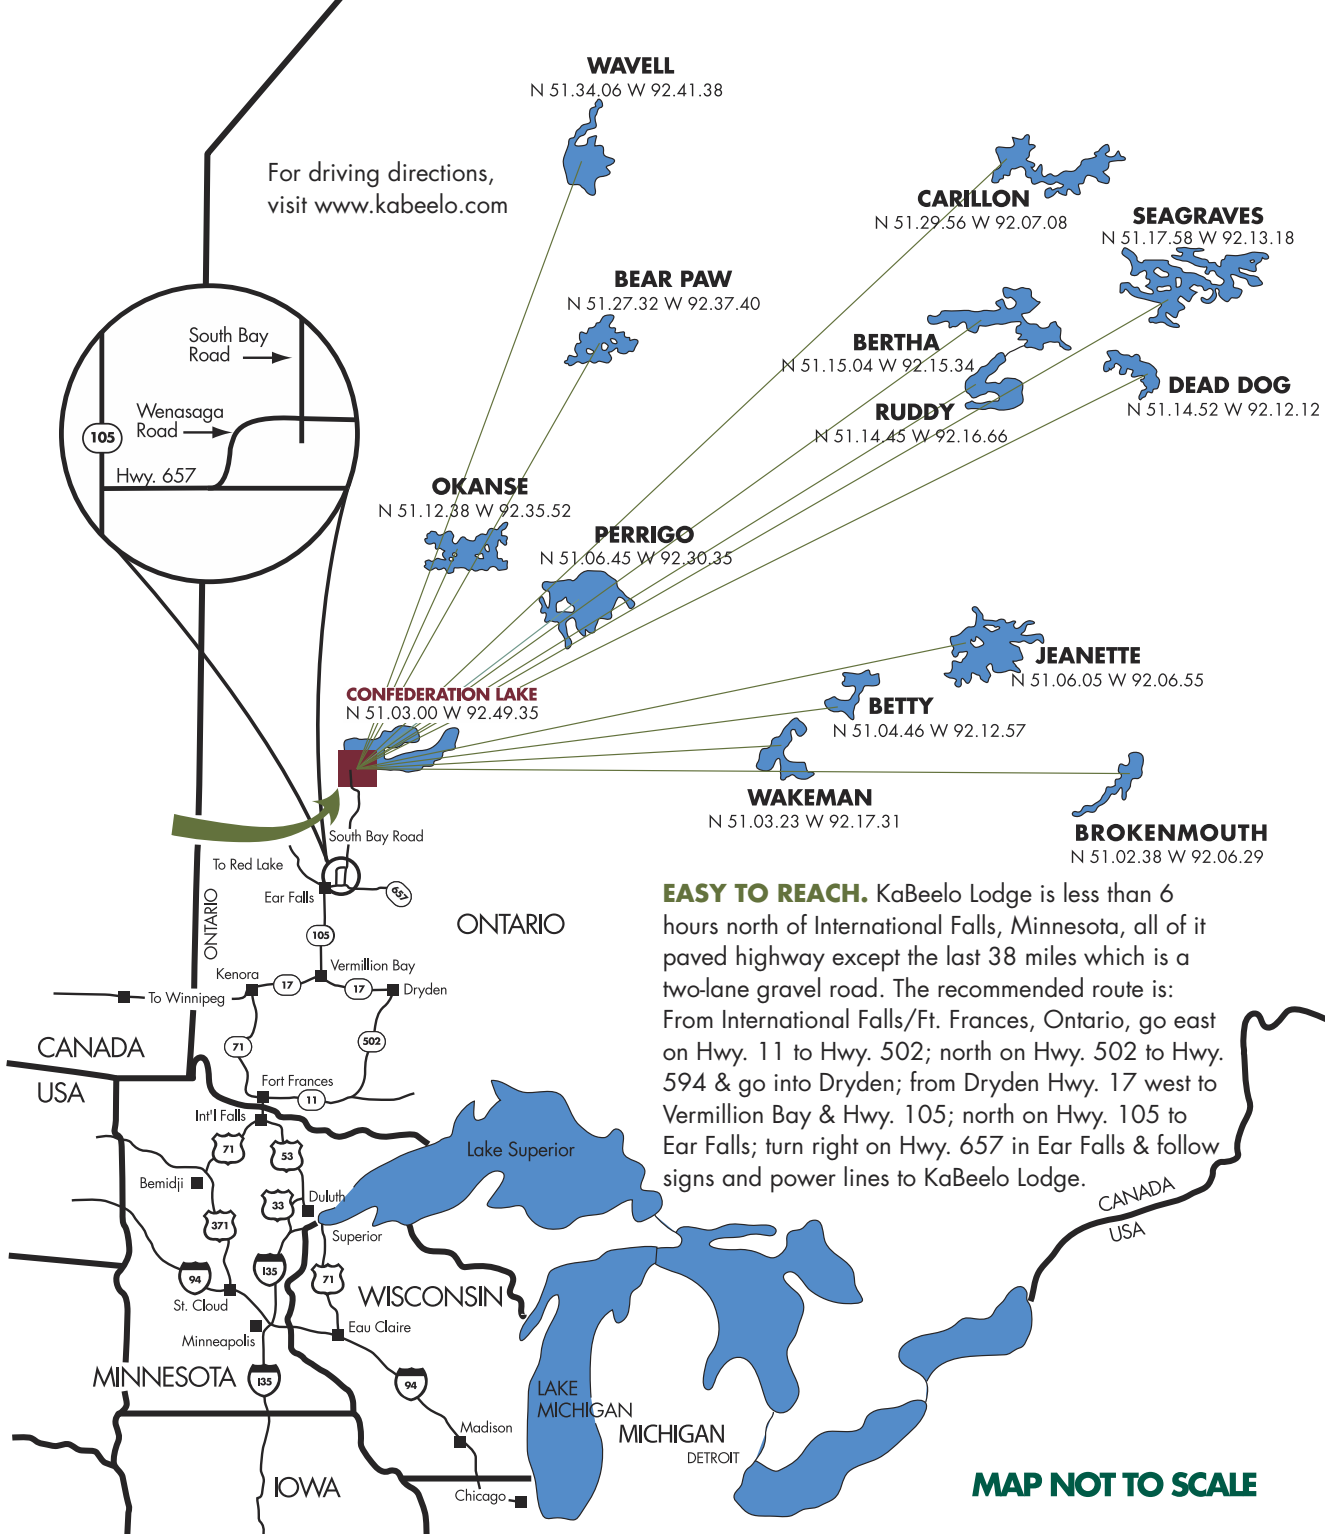 WAVELL
N 51.34.06 W 92.41.38
For driving directions,
visit www.kabeelo.com
CARILLON
N 51.29.56 W 92.07.08
SEAGRAVES
N 51.17.58 W 92.13.18
BEAR PAW
N 51.27.32 W 92.37.40
BERTHA
N 51.15.04 W 92.15.34
DEAD DOG
N 51.14.52 W 92.12.12
RUDDY
N 51.14.45 W 92.16.66
South Bay
Road
Wenasaga
Road
105
Hwy. 657
OKANSE
N 51.12.38 W 92.35.52
PERRIGO
N 51.06.45 W 92.30.35
JEANETTE
N 51.06.05 W 92.06.55
CONFEDERATION LAKE
N 51.03.00 W 92.49.35
BETTY
N 51.04.46 W 92.12.57
WAKEMAN
N 51.03.23 W 92.17.31
BROKENMOUTH
N 51.02.38 W 92.06.29
South Bay Road
To Red Lake
Ear Falls
657
ONTARIO
ONTARIO
105
Kenora
Vermillion Bay
17
17
Dryden
To Winnipeg
71
502
CANADA
USA
Fort Frances
11
Int'l Falls
EASY TO REACH. KaBeelo Lodge is less than 6
hours north of International Falls, Minnesota, all of it
paved highway except the last 38 miles which is a
two-lane gravel road. The recommended route is:
From International Falls/Ft. Frances, Ontario, go east
on Hwy. 11 to Hwy. 502; north on Hwy. 502 to Hwy.
594 & go into Dryden; from Dryden Hwy. 17 west to
Vermillion Bay & Hwy. 105; north on Hwy. 105 to
Ear Falls; turn right on Hwy. 657 in Ear Falls & follow
signs and power lines to KaBeelo Lodge.
71
53
Lake Superior
Bemidji
33
Duluth
371
Superior
CANADA
USA
94
I35
71
St. Cloud
WISCONSIN
Minneapolis
Eau Claire
MINNESOTA
I35
94
LAKE
MICHIGAN
Madison
MICHIGAN
DETROIT
IOWA
Chicago
MAP NOT TO SCALE